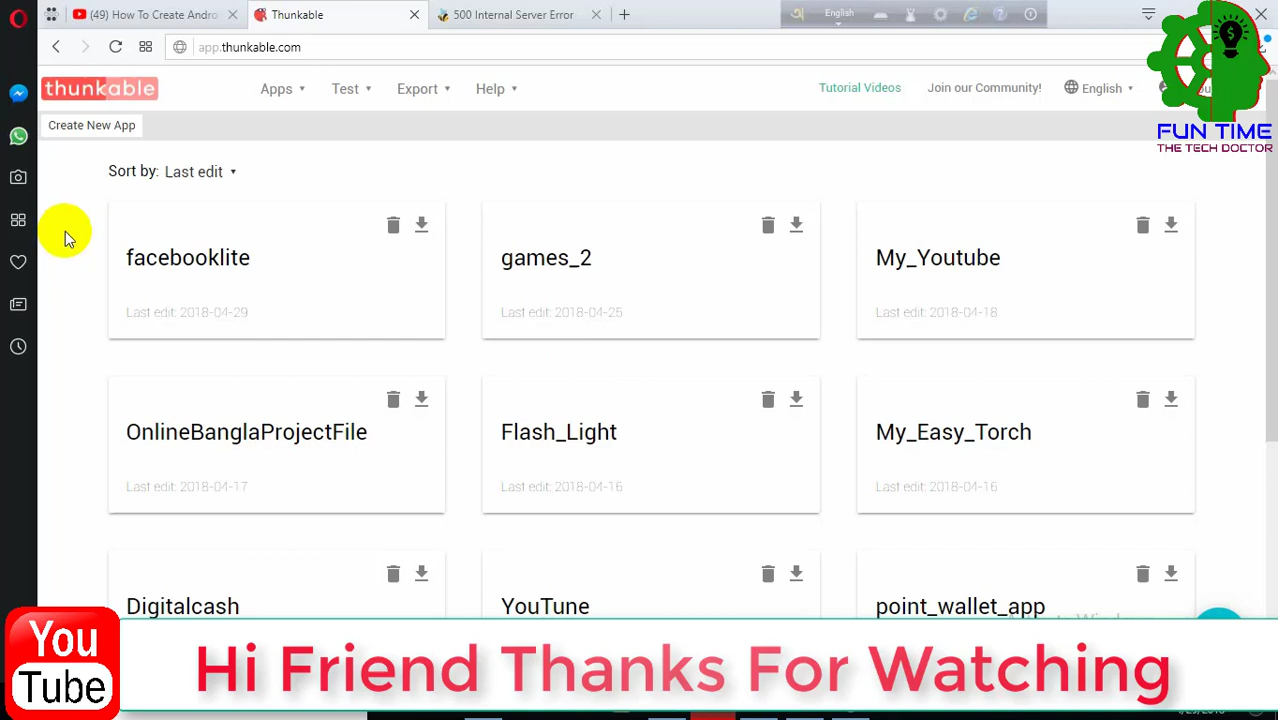 (49) How To Create Andro
Thunkable
500 Internal Server Error
English
app.thunkable.com
thunkable
Apps
Test
Export
Help
Tutorial Videos
Join our Community!
English
FUN TIME
THE TECH DOCTOR
Create New App
Sort by: Last edit
facebooklite
Last edit: 2018-04-29
games_2
Last edit: 2018-04-25
My_Youtube
Last edit: 2018-04-18
OnlineBanglaProjectFile
Last edit: 2018-04-17
Flash_Light
Last edit: 2018-04-16
My_Easy_Torch
Last edit: 2018-04-16
Digitalcash
YouTune
point_wallet_app
You
Tube
Hi Friend Thanks For Watching